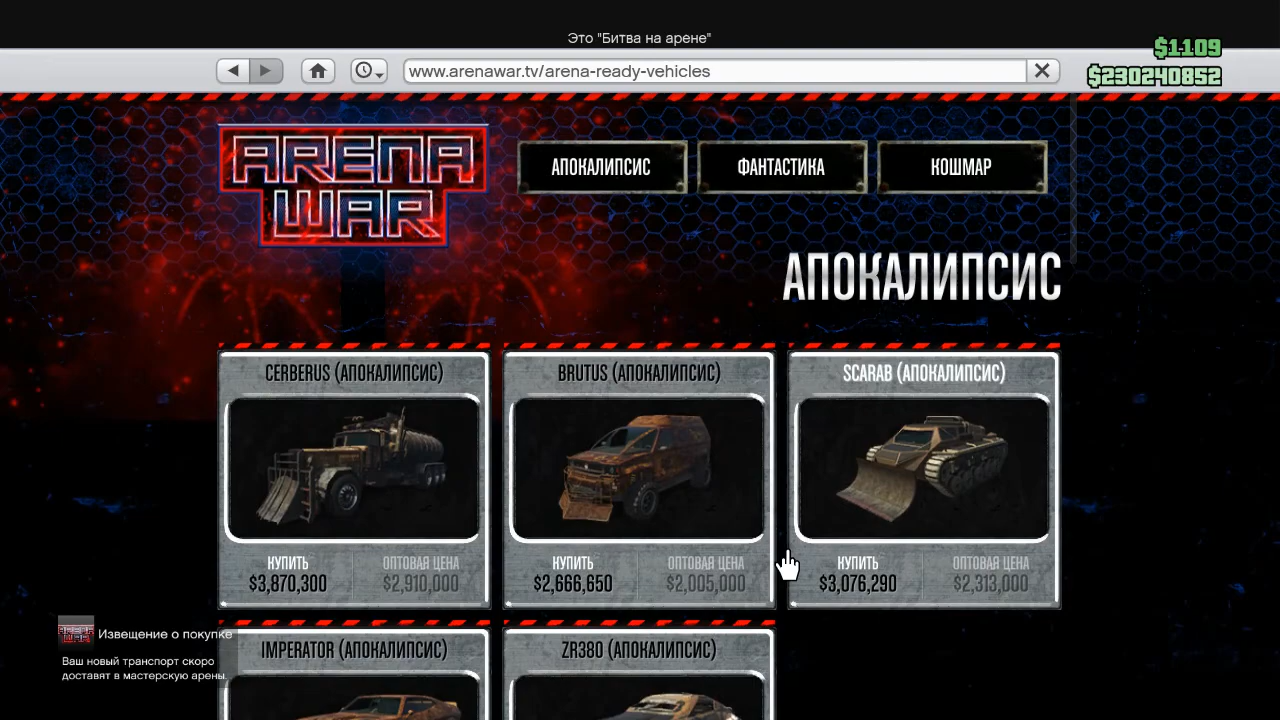 Это "Битва на арене"
$1109
www.arenawar.tv/arena-ready-vehicles
$230240852
ARENA
WAR
АПОКАЛИПСИС
ФАНТАСТИКА
КОШМАР
АПОКАЛИПСИС
CERBERUS (АПОКАЛИПСИС)
BRUTUS (АПОКАЛИПСИС)
SCARAB (АПОКАЛИПСИС)
КУПИТЬ
$3,870,300
ОПТОВАЯ ЦЕНА
$2,910,000
КУПИТЬ
$2,666,650
ОПТОВАЯ ЦЕНА
$2,005,000
КУПИТЬ
$3,076,290
ОПТОВАЯ ЦЕНА
$2,313,000
ARENA
WAR
Извещение о покупке
Ваш новый транспорт скоро
доставят в мастерскую арены.
IMPERATOR (АПОКАЛИПСИС)
ZR380 (АПОКАЛИПСИС)